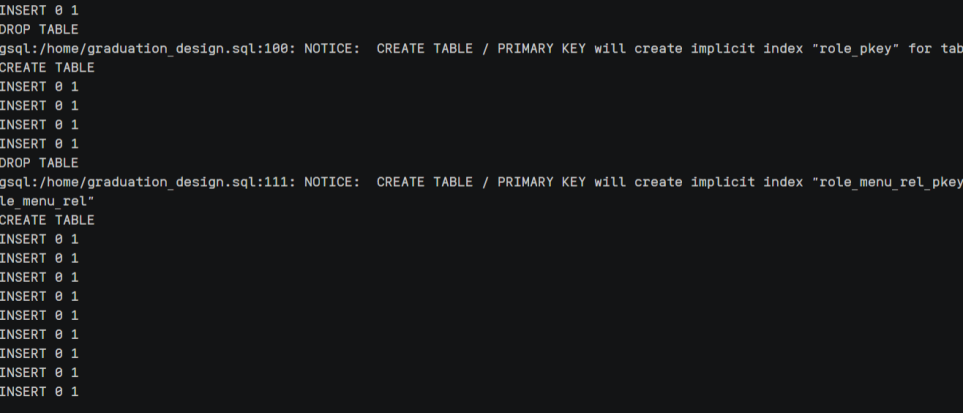 INSERT 0 1
DROP TABLE
gsql:/home/graduation_design.sql:100: NOTICE:  CREATE TABLE / PRIMARY KEY will create implicit index "role_pkey" for tab
CREATE TABLE
INSERT 0 1
INSERT 0 1
INSERT 0 1
INSERT 0 1
DROP TABLE
gsql:/home/graduation_design.sql:111: NOTICE:  CREATE TABLE / PRIMARY KEY will create implicit index "role_menu_rel_pkey
le_menu_rel"
CREATE TABLE
INSERT 0 1
INSERT 0 1
INSERT 0 1
INSERT 0 1
INSERT 0 1
INSERT 0 1
INSERT 0 1
INSERT 0 1
INSERT 0 1